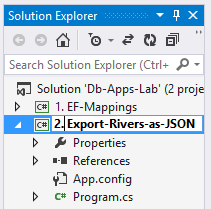 Solution Explorer
Search Solution Explorer (Ctrl+
Solution 'Db-Apps-Lab' (2 proje
C# 1. EF-Mappings
C# 2. Export-Rivers-as-JSON
Properties
References
App.config
C# Program.cs